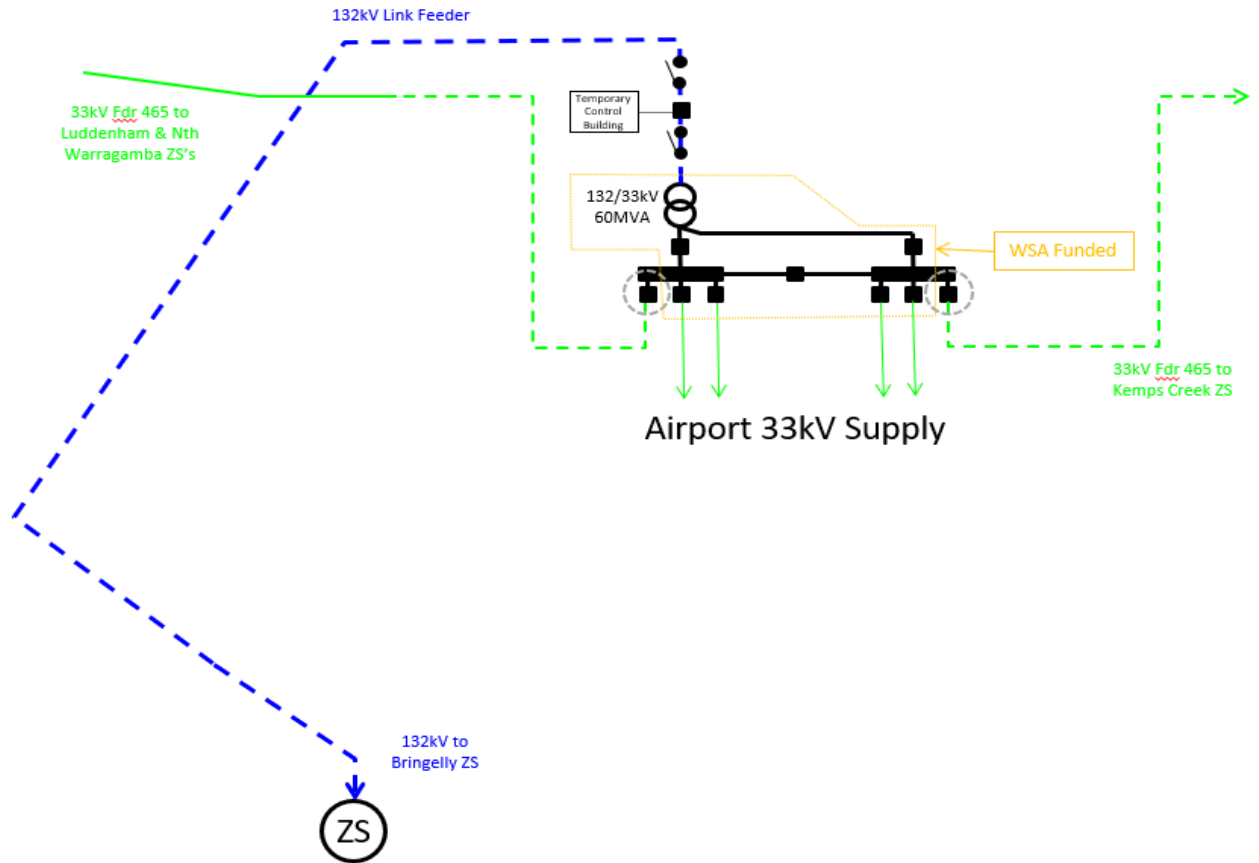 132kV Link Feeder
33kV Fdr 465 to
Luddenham & Nth
Warragamba ZS's
Temporary
Control
Building
132/33kV
60MVA
WSA Funded
33kV Fdr 465 to
Kemps Creek ZS
Airport 33kV Supply
132kV to
Bringelly ZS
ZS